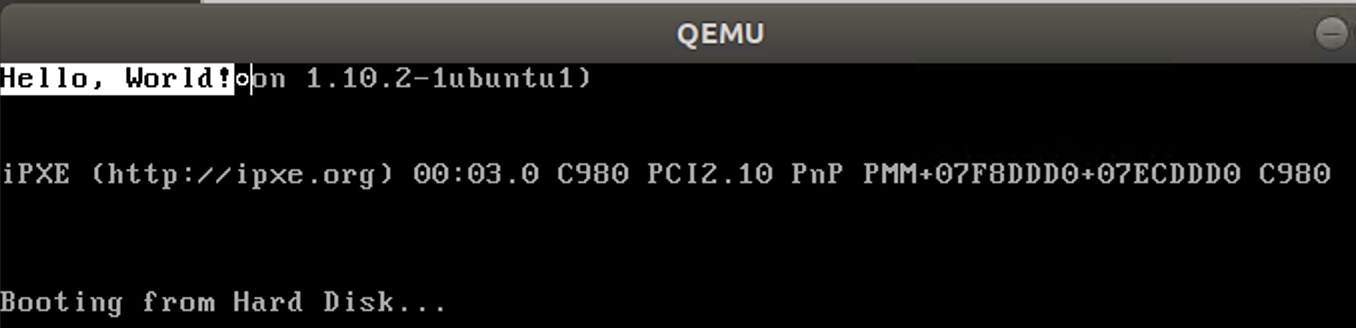 QEMU
Hello, World!○on 1.10.2-1ubuntu1)
iPXE (http://ipxe.org) 00:03.0 C980 PCI2.10 PnP PMM+07F8DDD0+07ECDDD0 C980
Booting from Hard Disk...